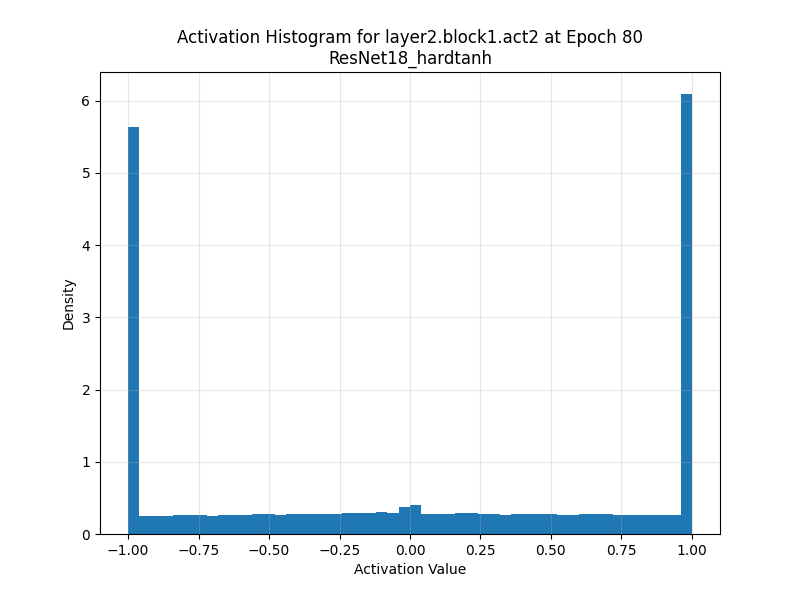 Activation Histogram for layer2.block1.act2 at Epoch 80
ResNet18_hardtanh
6
5
4
3
2
1
0
Density
−1.00 −0.75 −0.50 −0.25 0.00 0.25 0.50 0.75 1.00
Activation Value